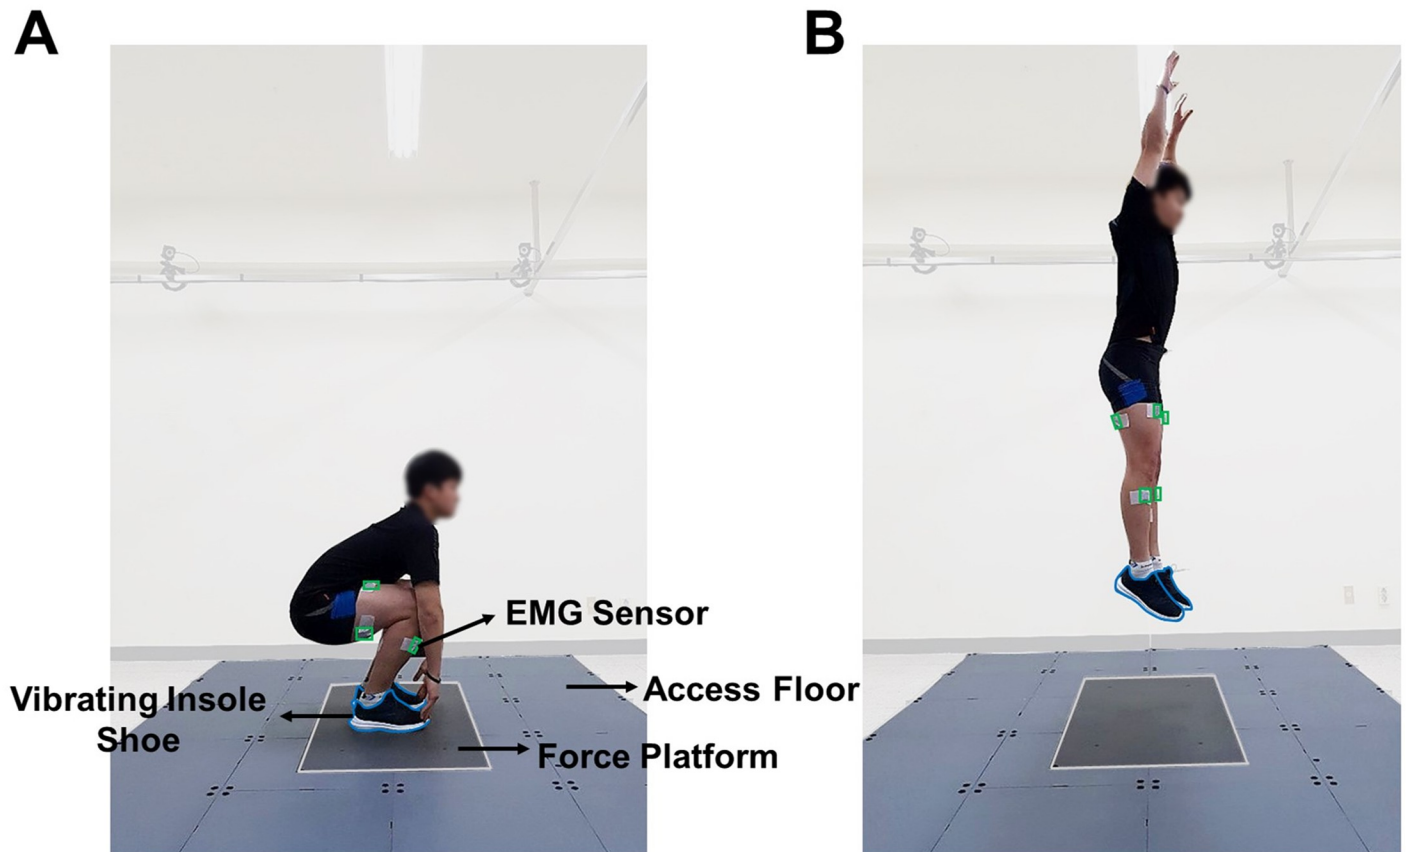 A
B
EMG Sensor
Access Floor
Vibrating Insole
Shoe
Force Platform